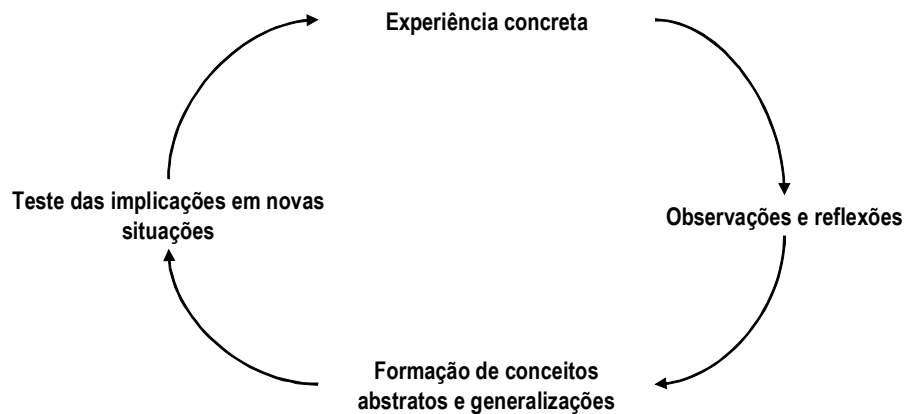 Experiência concreta
Teste das implicações em novas
situações
Observações e reflexões
Formação de conceitos
abstratos e generalizações